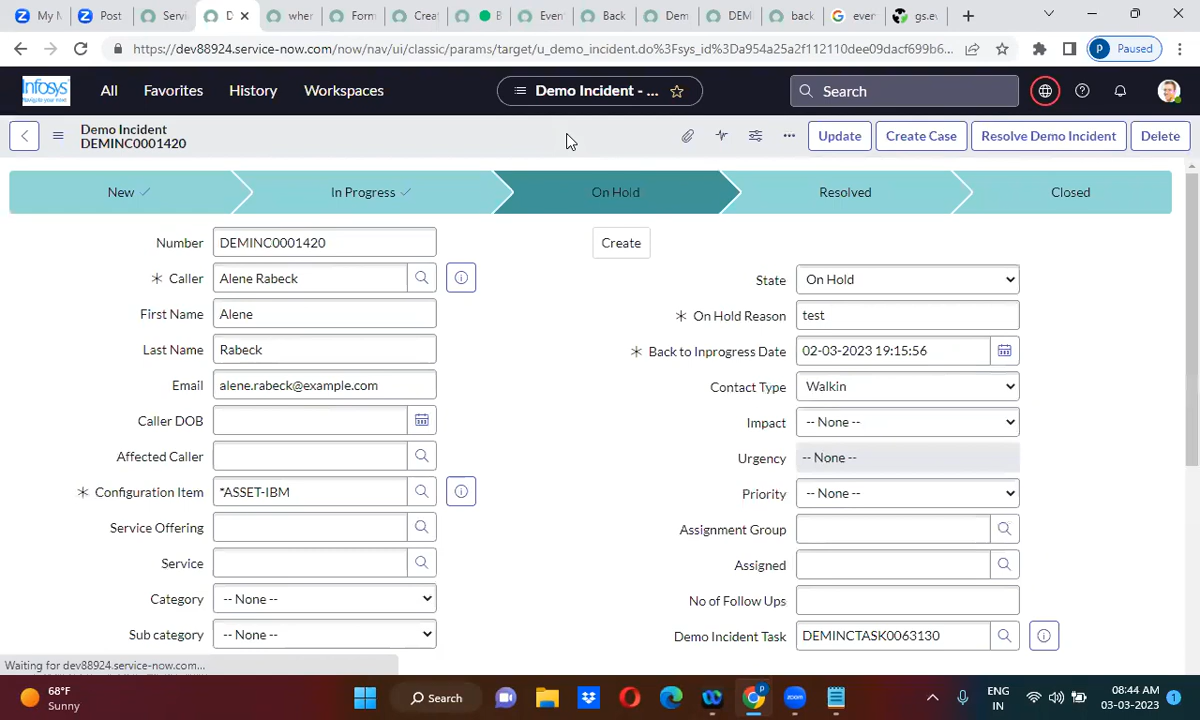 My N
Post
Servi
D
wher
Form
Creat
B
Even
Back
Dem
DEM
back
ever
gs.ev
https://dev88924.service-now.com/now/nav/ui/classic/params/target/u_demo_incident.do%3Fsys_id%3Da954a25a2f112110dee09dacf699b6...
P Paused
Infosys
Navigate your next
All Favorites History Workspaces
Demo Incident - ...
Search
Demo Incident
DEMINC0001420
Update Create Case Resolve Demo Incident Delete
New In Progress On Hold Resolved Closed
Number DEMINC0001420
Create
Caller Alene Rabeck
State On Hold
First Name Alene
On Hold Reason test
Last Name Rabeck
Back to Inprogress Date 02-03-2023 19:15:56
Email alene.rabeck@example.com
Contact Type Walkin
Caller DOB
Impact -- None --
Affected Caller
Urgency -- None --
Configuration Item *ASSET-IBM
Priority -- None --
Service Offering
Assignment Group
Service
Assigned
Category -- None --
No of Follow Ups
Sub category -- None --
Demo Incident Task DEMINCTASK0063130
Waiting for dev88924.service-now.com...
68°F
Sunny
Search
zoom
ENG
IN
08:44 AM
03-03-2023
1